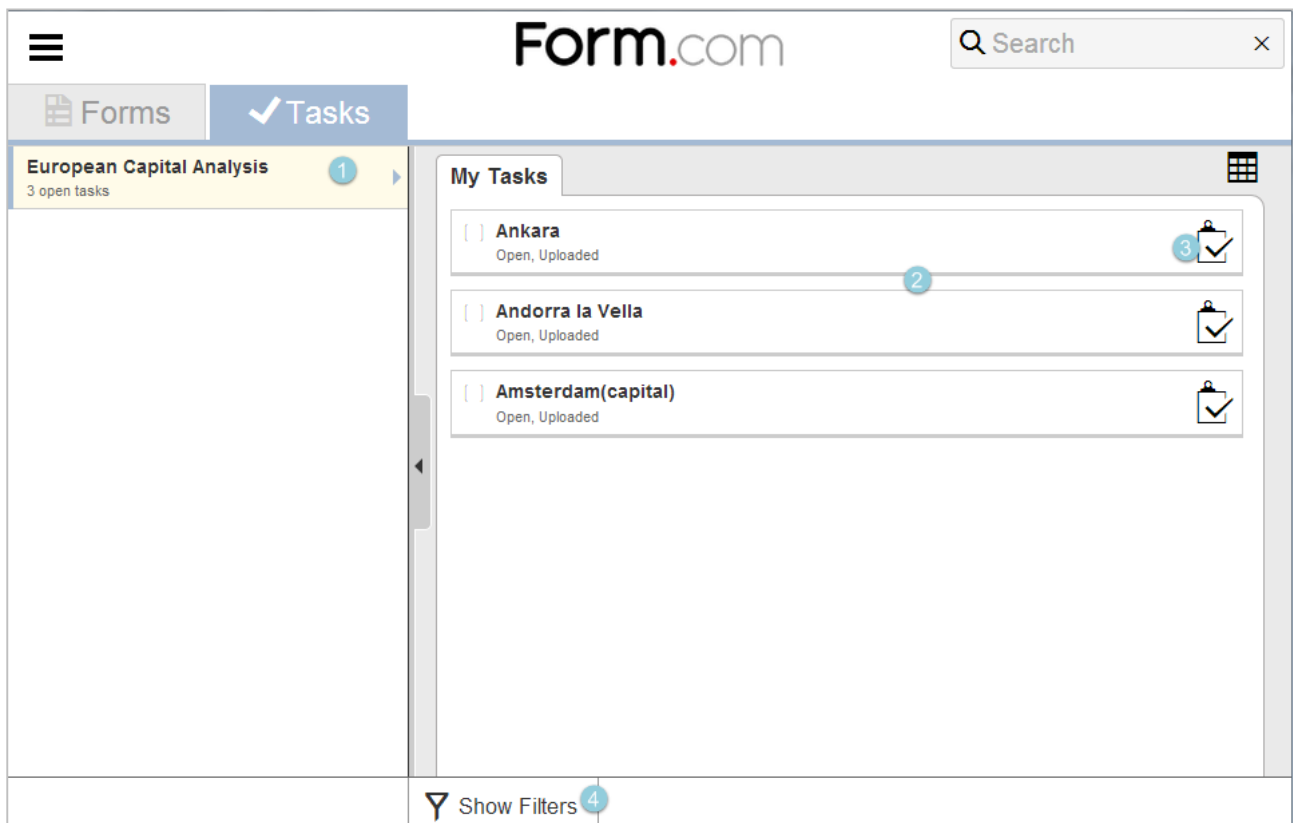 Form.com
Search ×
Forms
Tasks
European Capital Analysis 1
3 open tasks
My Tasks
[ ] Ankara
Open, Uploaded
3
2
[ ] Andorra la Vella
Open, Uploaded
[ ] Amsterdam(capital)
Open, Uploaded
Show Filters 4